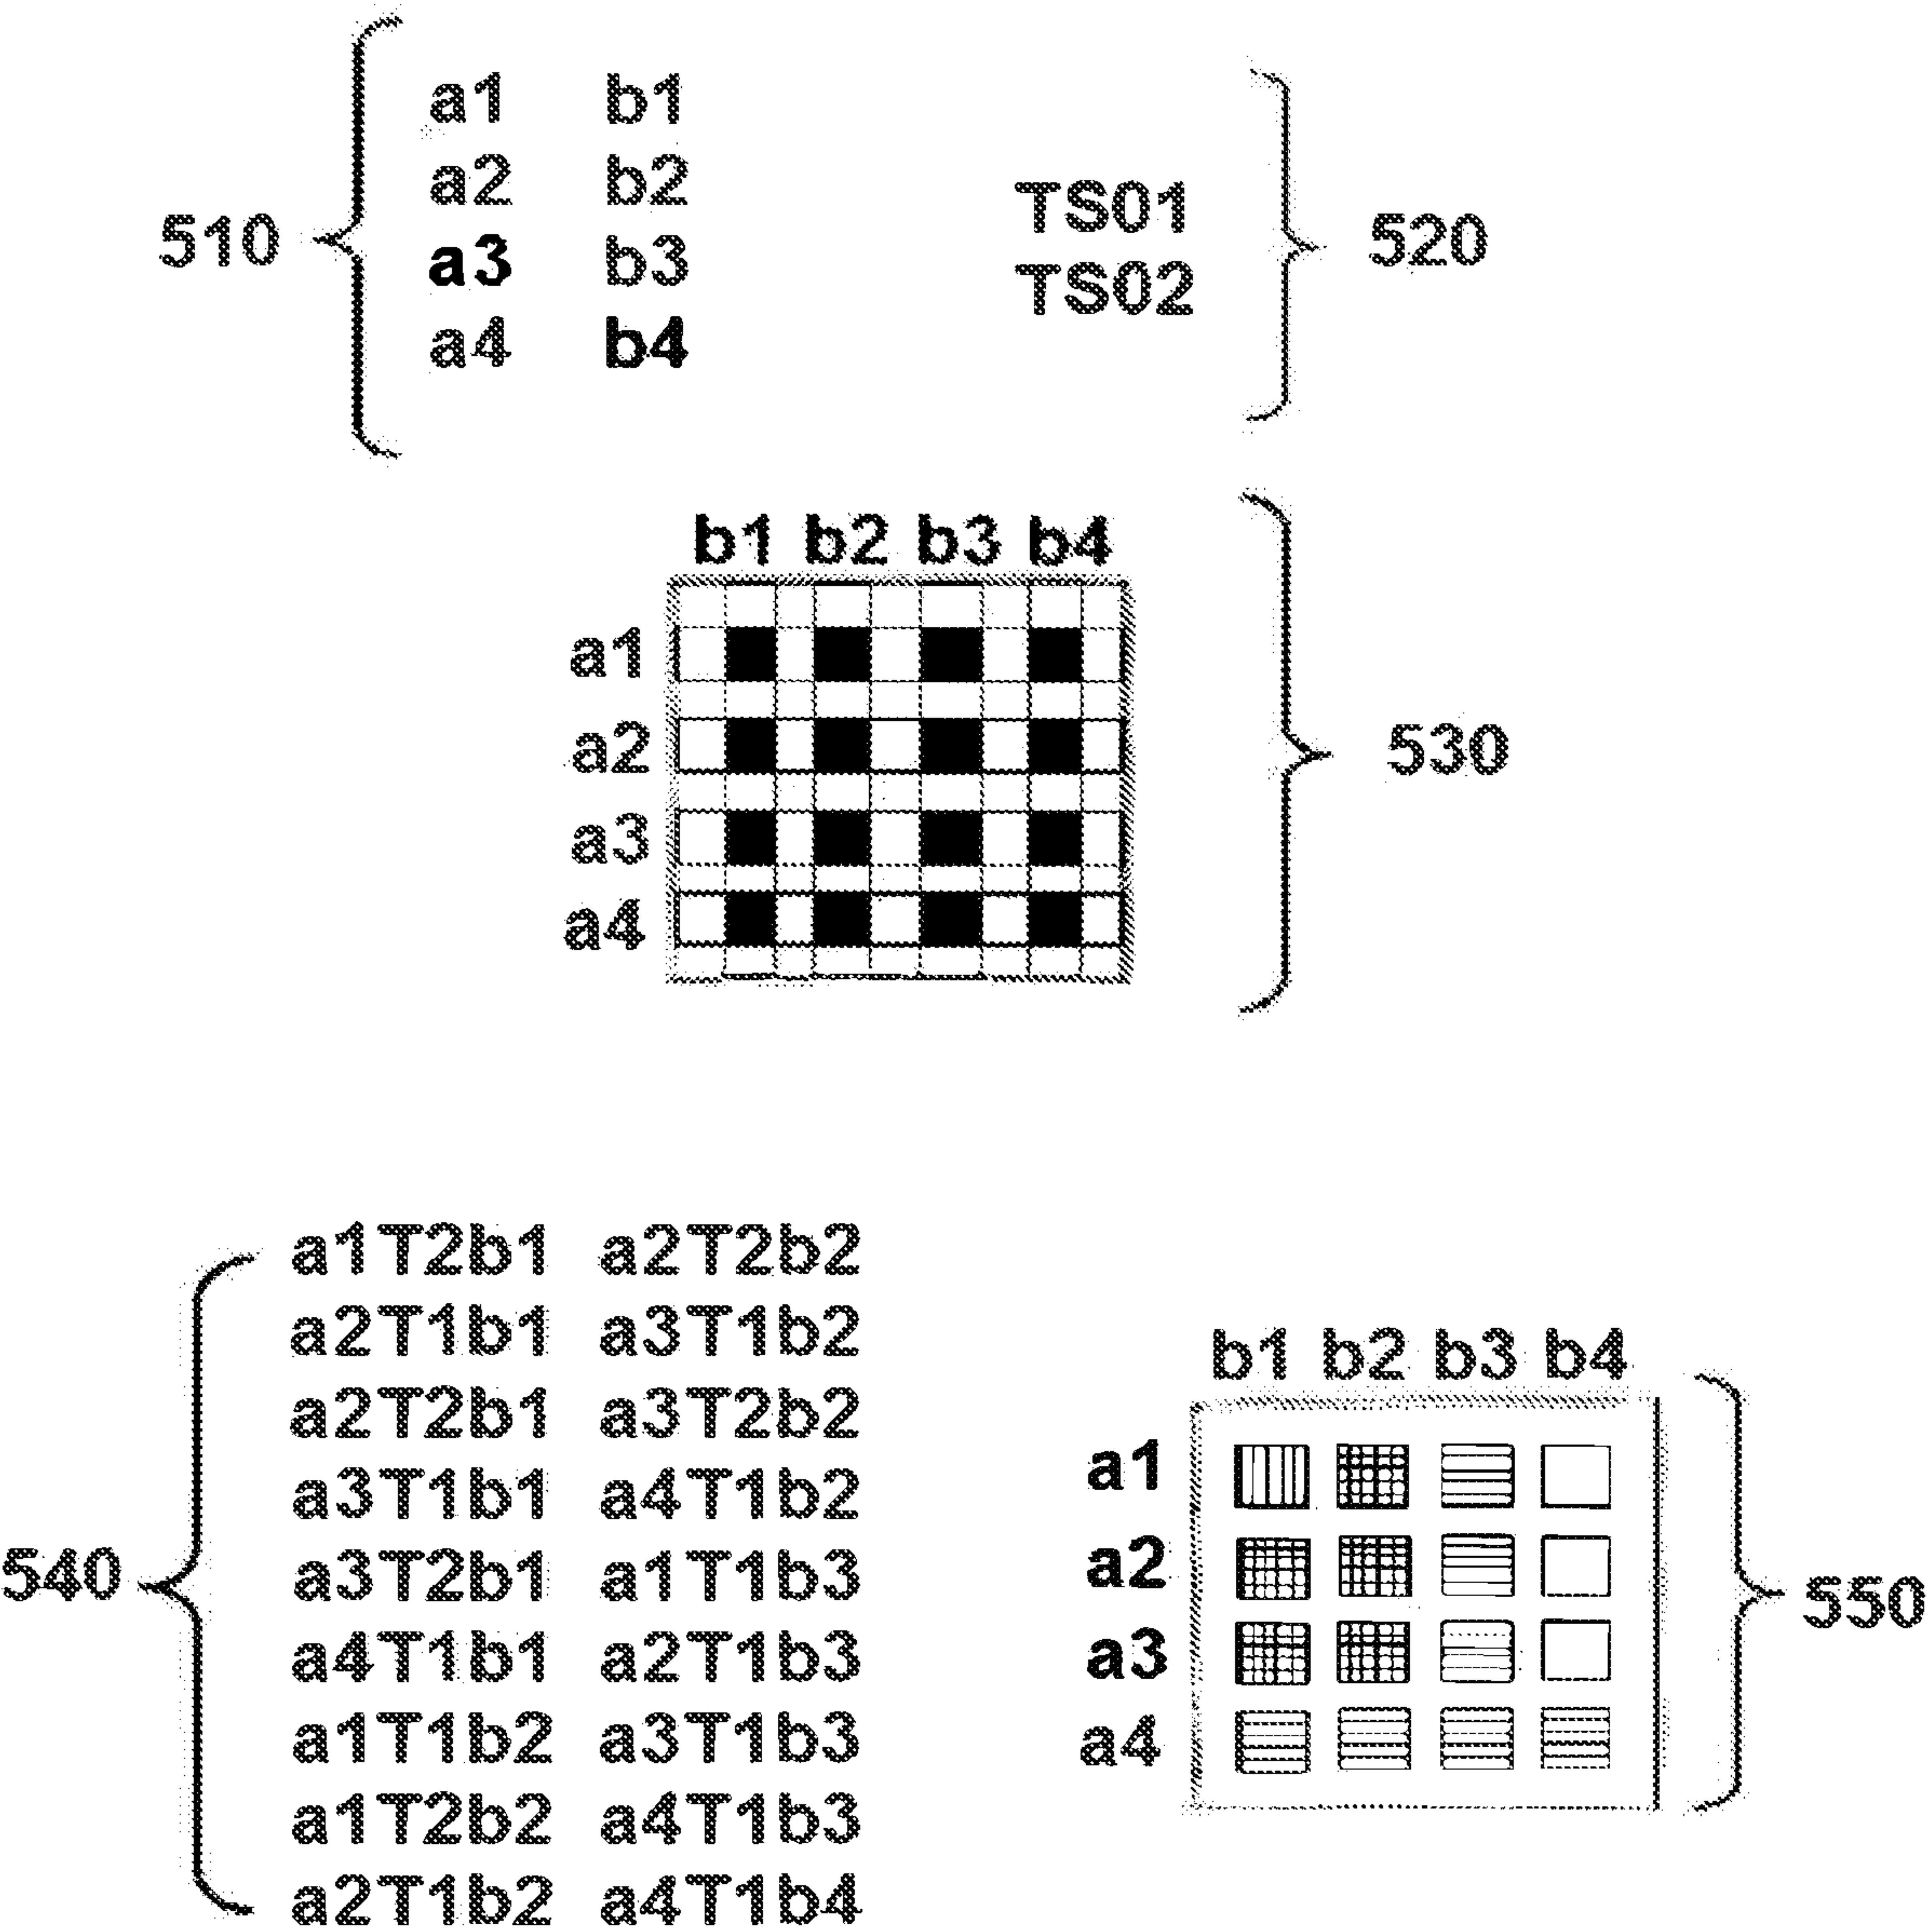 a1 b1
a2 b2
TS01
510 a3 b3 520
TS02
a4 b4
b1 b2 b3 b4
a1
a2 530
a3
a4
a1T2b1 a2T2b2
a2T1b1 a3T1b2
b1 b2 b3 b4
a2T2b1 a3T2b2
a1
a3T1b1 a4T1b2
540 a3T2b1 a1T1b3
a2 550
a4T1b1 a2T1b3
a3
a1T1b2 a3T1b3
a4
a1T2b2 a4T1b3
a2T1b2 a4T1b4